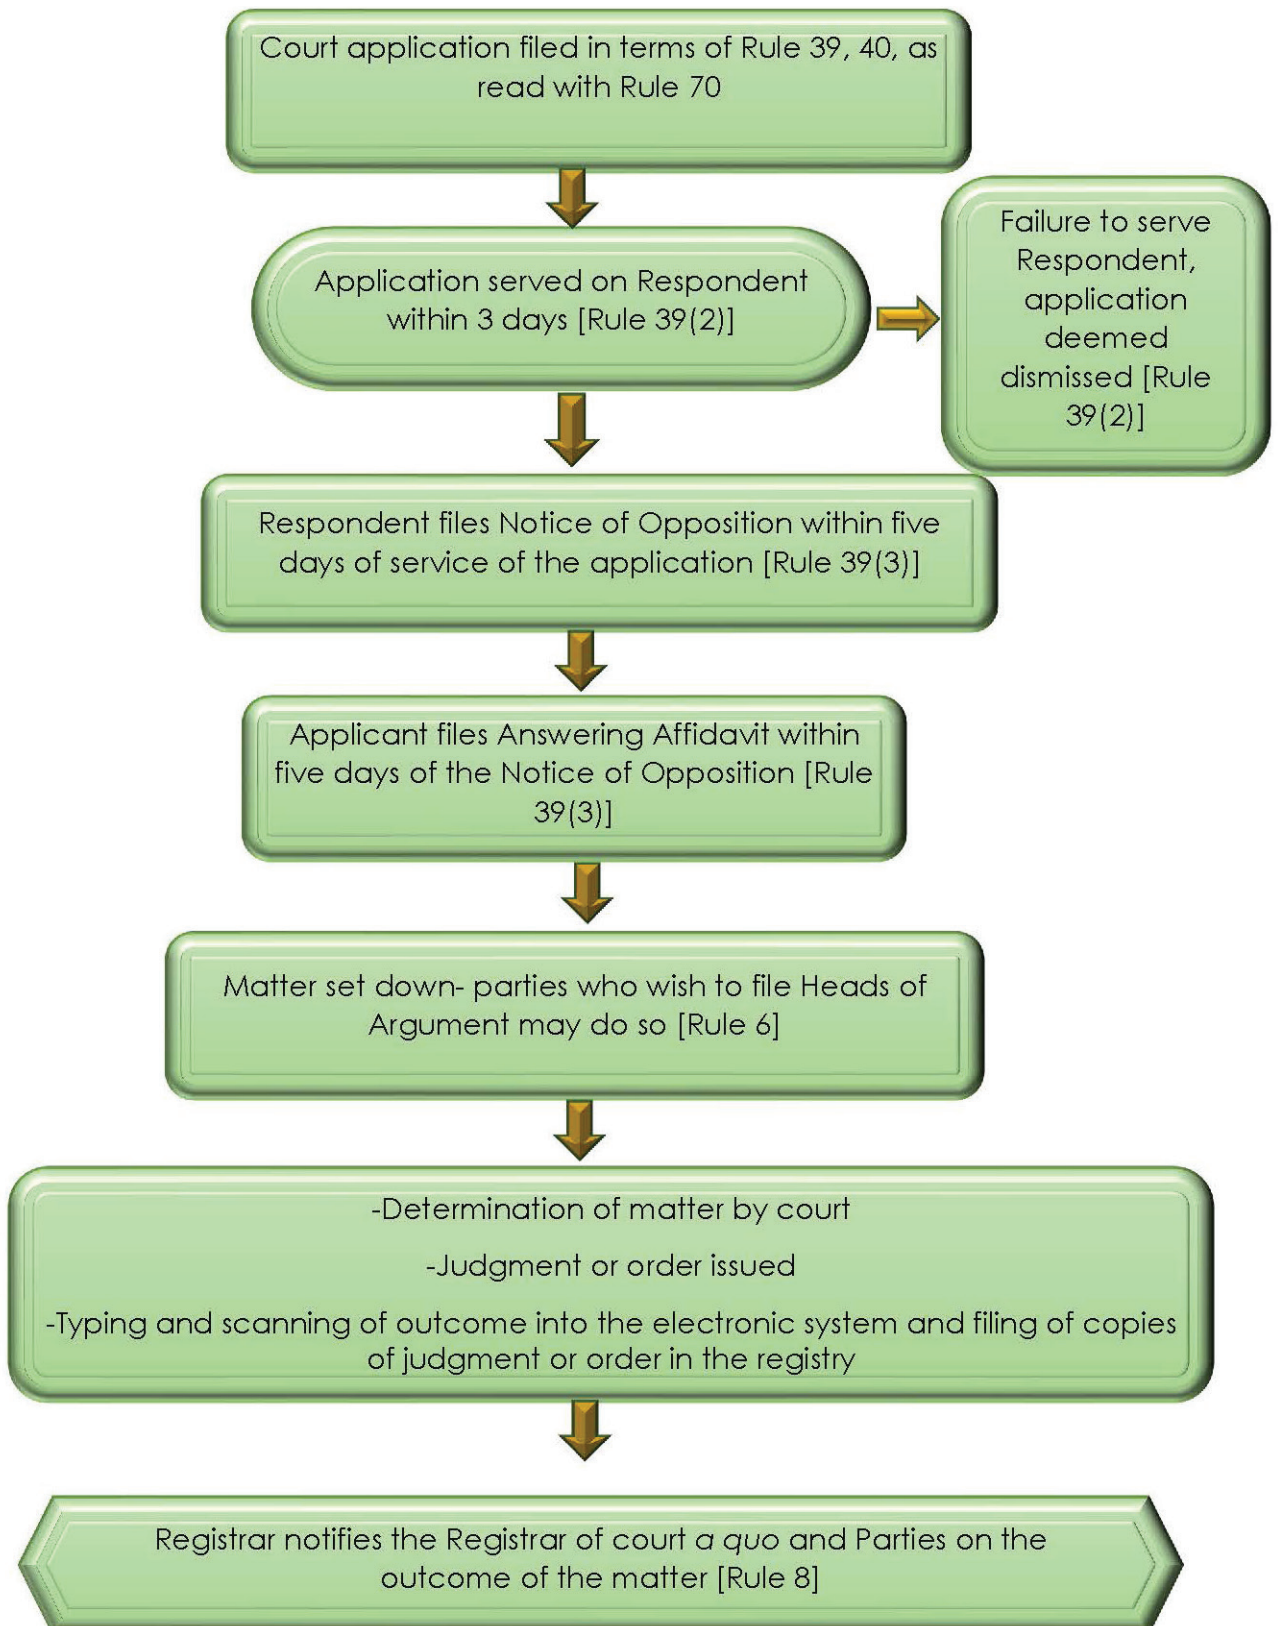 Court application filed in terms of Rule 39, 40, as
read with Rule 70
Application served on Respondent
within 3 days [Rule 39(2)]
Failure to serve
Respondent,
application
deemed
dismissed [Rule
39(2)]
Respondent files Notice of Opposition within five
days of service of the application [Rule 39(3)]
Applicant files Answering Affidavit within
five days of the Notice of Opposition [Rule
39(3)]
Matter set down- parties who wish to file Heads of
Argument may do so [Rule 6]
-Determination of matter by court
-Judgment or order issued
-Typing and scanning of outcome into the electronic system and filing of copies
of judgment or order in the registry
Registrar notifies the Registrar of court a quo and Parties on the
outcome of the matter [Rule 8]